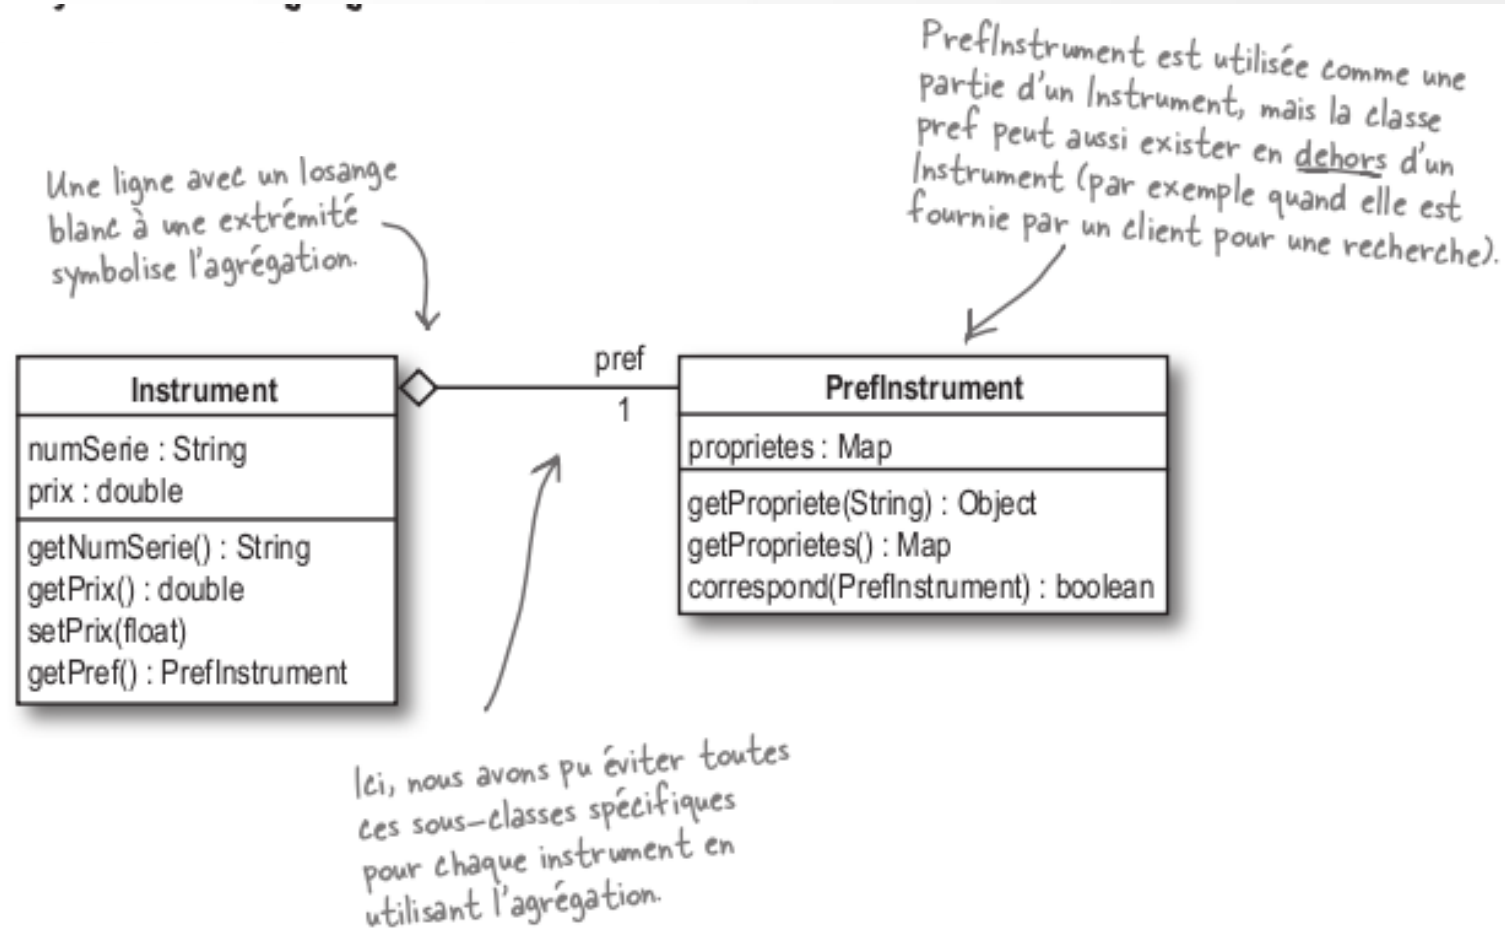 Une ligne avec un losange
blanc à une extrémité
symbolise l'agrégation.
PrefInstrument est utilisée comme une
partie d'un Instrument, mais la classe
pref peut aussi exister en dehors d'un
Instrument (par exemple quand elle est
fournie par un client pour une recherche).
Instrument
numSerie : String
prix : double
getNumSerie() : String
getPrix() : double
setPrix(float)
getPref() : PrefInstrument
pref
1
PrefInstrument
proprietes : Map
getPropriete(String) : Object
getProprietes() : Map
correspond(PrefInstrument) : boolean
Ici, nous avons pu éviter toutes
ces sous-classes spécifiques
pour chaque instrument en
utilisant l'agrégation.